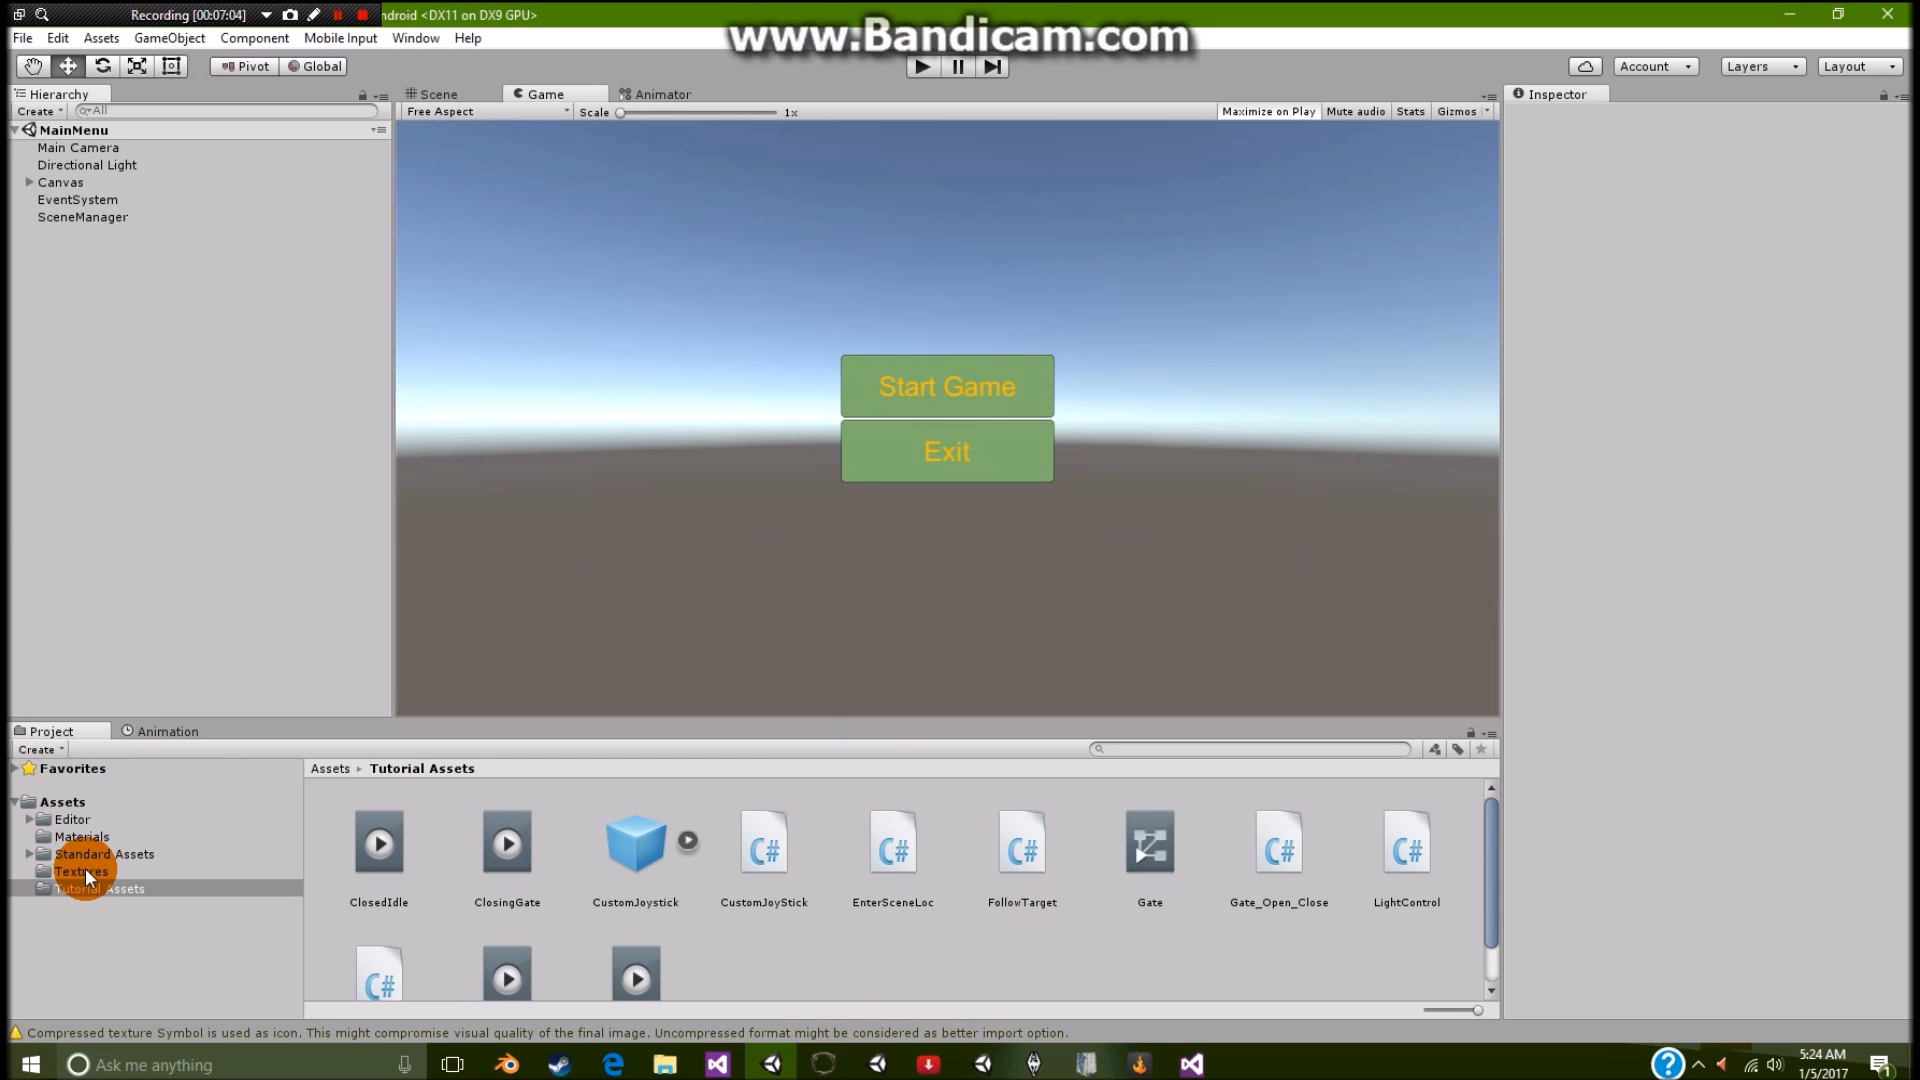 Recording [00:07:04]
ndroid <DX11 on DX9 GPU>
www.Bandicam.com
File Edit Assets GameObject Component Mobile Input Window Help
Pivot Global Account Layers Layout
Hierarchy
Scene Game Animator
Inspector
Create All
Free Aspect Scale 1x Maximize on Play Mute audio Stats Gizmos
MainMenu
Main Camera
Directional Light
Canvas
EventSystem
SceneManager
Start Game
Exit
Project Animation
Create
Favorites
Assets
Editor
Materials
Standard Assets
Textures
Tutorial Assets
Assets Tutorial Assets
C# C# C# C# C#
ClosedIdle ClosingGate CustomJoystick CustomJoyStick EnterSceneLoc FollowTarget Gate Gate_Open_Close LightControl
C#
Compressed texture Symbol is used as icon. This might compromise visual quality of the final image. Uncompressed format might be considered as better import option.
Ask me anything
5:24 AM
1/5/2017